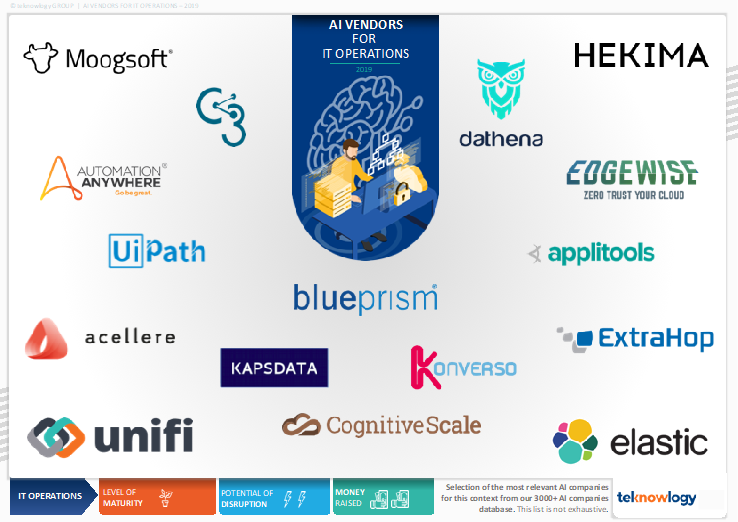 © teknowlogy GROUP | AI VENDORS FOR IT OPERATIONS - 2019
AI VENDORS
FOR
IT OPERATIONS
2019
Moogsoft®
HEKIMA
C3
dathena
AUTOMATION
ANYWHERE
Go be great.
EDGEWISE
ZERO TRUST YOUR CLOUD
UiPath
applitools
blueprism®
acellere
ExtraHop
KAPSDATA
KONVERSO
unifi
CognitiveScale
elastic
IT OPERATIONS
LEVEL OF
MATURITY
POTENTIAL OF
DISRUPTION
MONEY
RAISED
Selection of the most relevant AI companies
for this context from our 3000+ AI companies
database. This list is not exhaustive.
teknowlogy